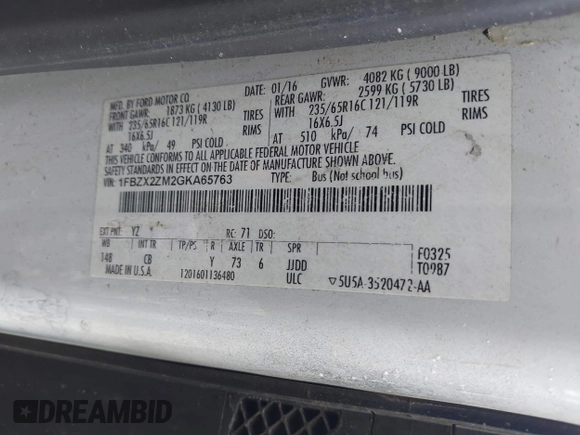 MFD. BY FORD MOTOR CO
DATE: 01/16 GVWR: 4082 KG ( 9000 LB)
FRONT GAWR: 1873 KG ( 4130 LB)
REAR GAWR: 2599 KG ( 5730 LB)
WITH 235/65R16C 121/119R TIRES
WITH 235/65R16C 121/119R TIRES
16X6.5J RIMS
16X6.5J RIMS
AT 340 kPa/ 49 PSI COLD
AT 510 kPa/ 74 PSI COLD
THIS VEHICLE CONFORMS TO ALL APPLICABLE FEDERAL MOTOR VEHICLE
SAFETY STANDARDS IN EFFECT ON THE DATE OF MANUFACTURE SHOWN ABOVE.
VIN: 1FBZX2ZM2GKA65763
TYPE: Bus (Not school bus)
EXT PNT: YZ RC: 71 DSO:
WB INT TR TP/PS R AXLE TR SPR
148 CB Y 73 6 JJDD
F0325
T0987
MADE IN U.S.A. 1201601136480 ULC
▽5U5A-3520472-AA
DREAMBID